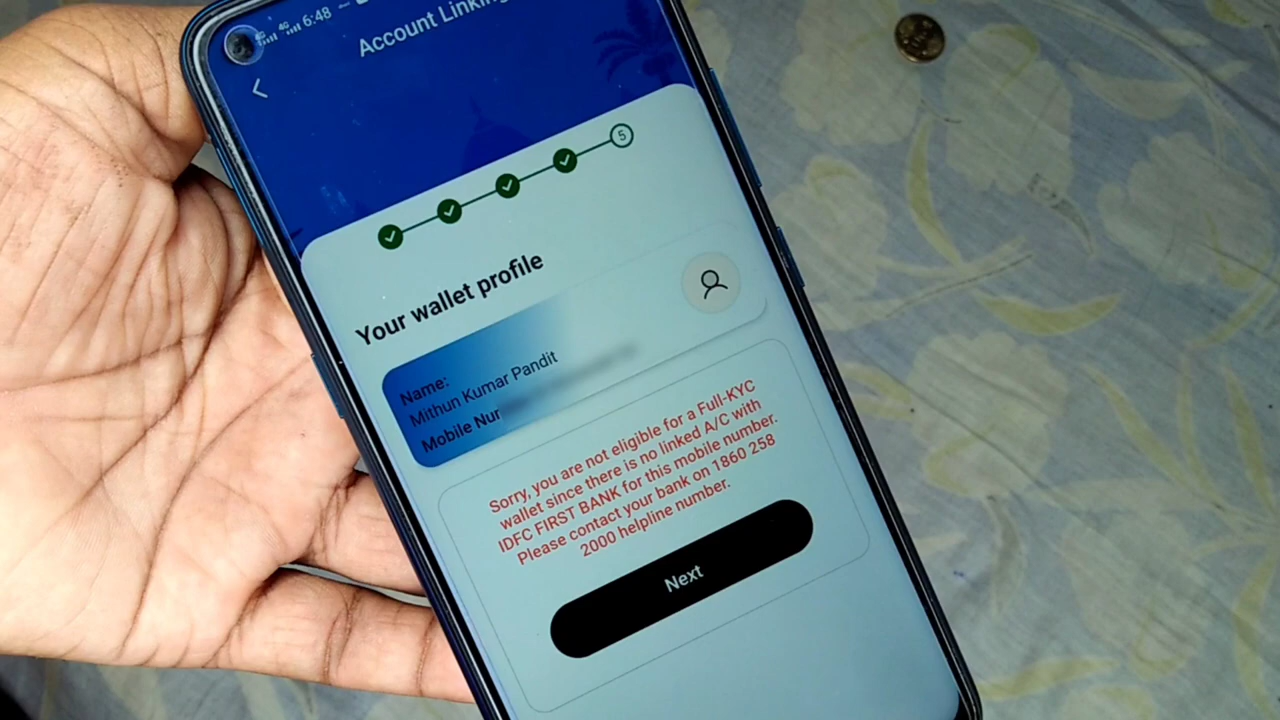 4G 4G 6:48
Account Linking
5
Your wallet profile
Name:
Mithun Kumar Pandit
Mobile Nu
Sorry, you are not eligible for a Full-KYC
wallet since there is no linked A/C with
IDFC FIRST BANK for this mobile number.
Please contact your bank on 1860 258
2000 helpline number.
Next